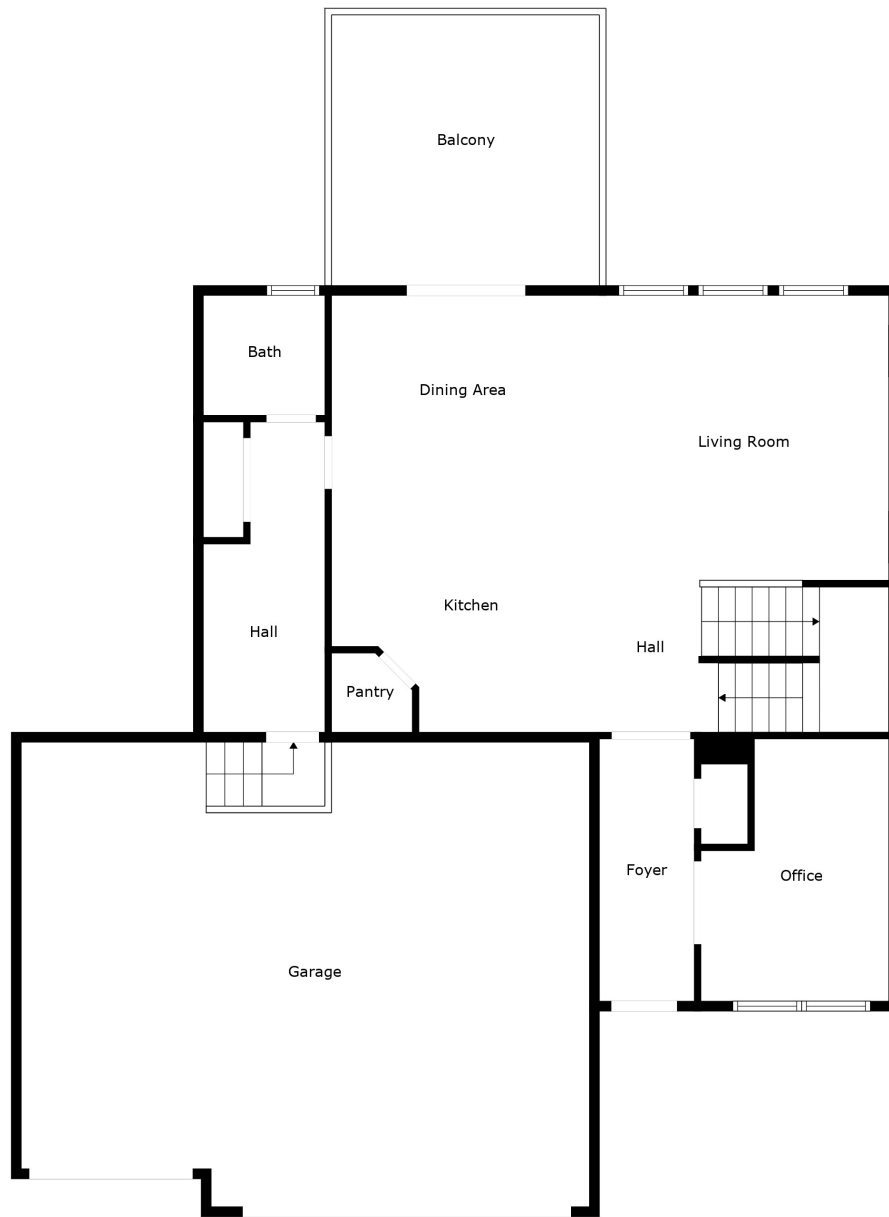 Balcony
Bath
Dining Area
Living Room
Kitchen
Hall
Hall
Pantry
Foyer
Office
Garage